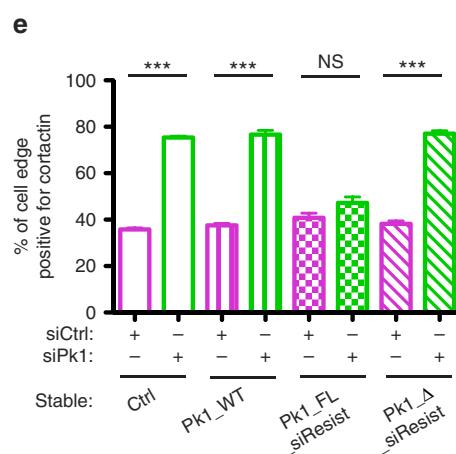 e
*** *** NS ***
100
80
60
40
20
0
% of cell edge
positive for cortactin
siCtrl: + – + – + – + –
siPk1: – + – + – + – +
Stable: Ctrl Pk1_WT Pk1_FL Pk1_Δ
_siResist _siResist